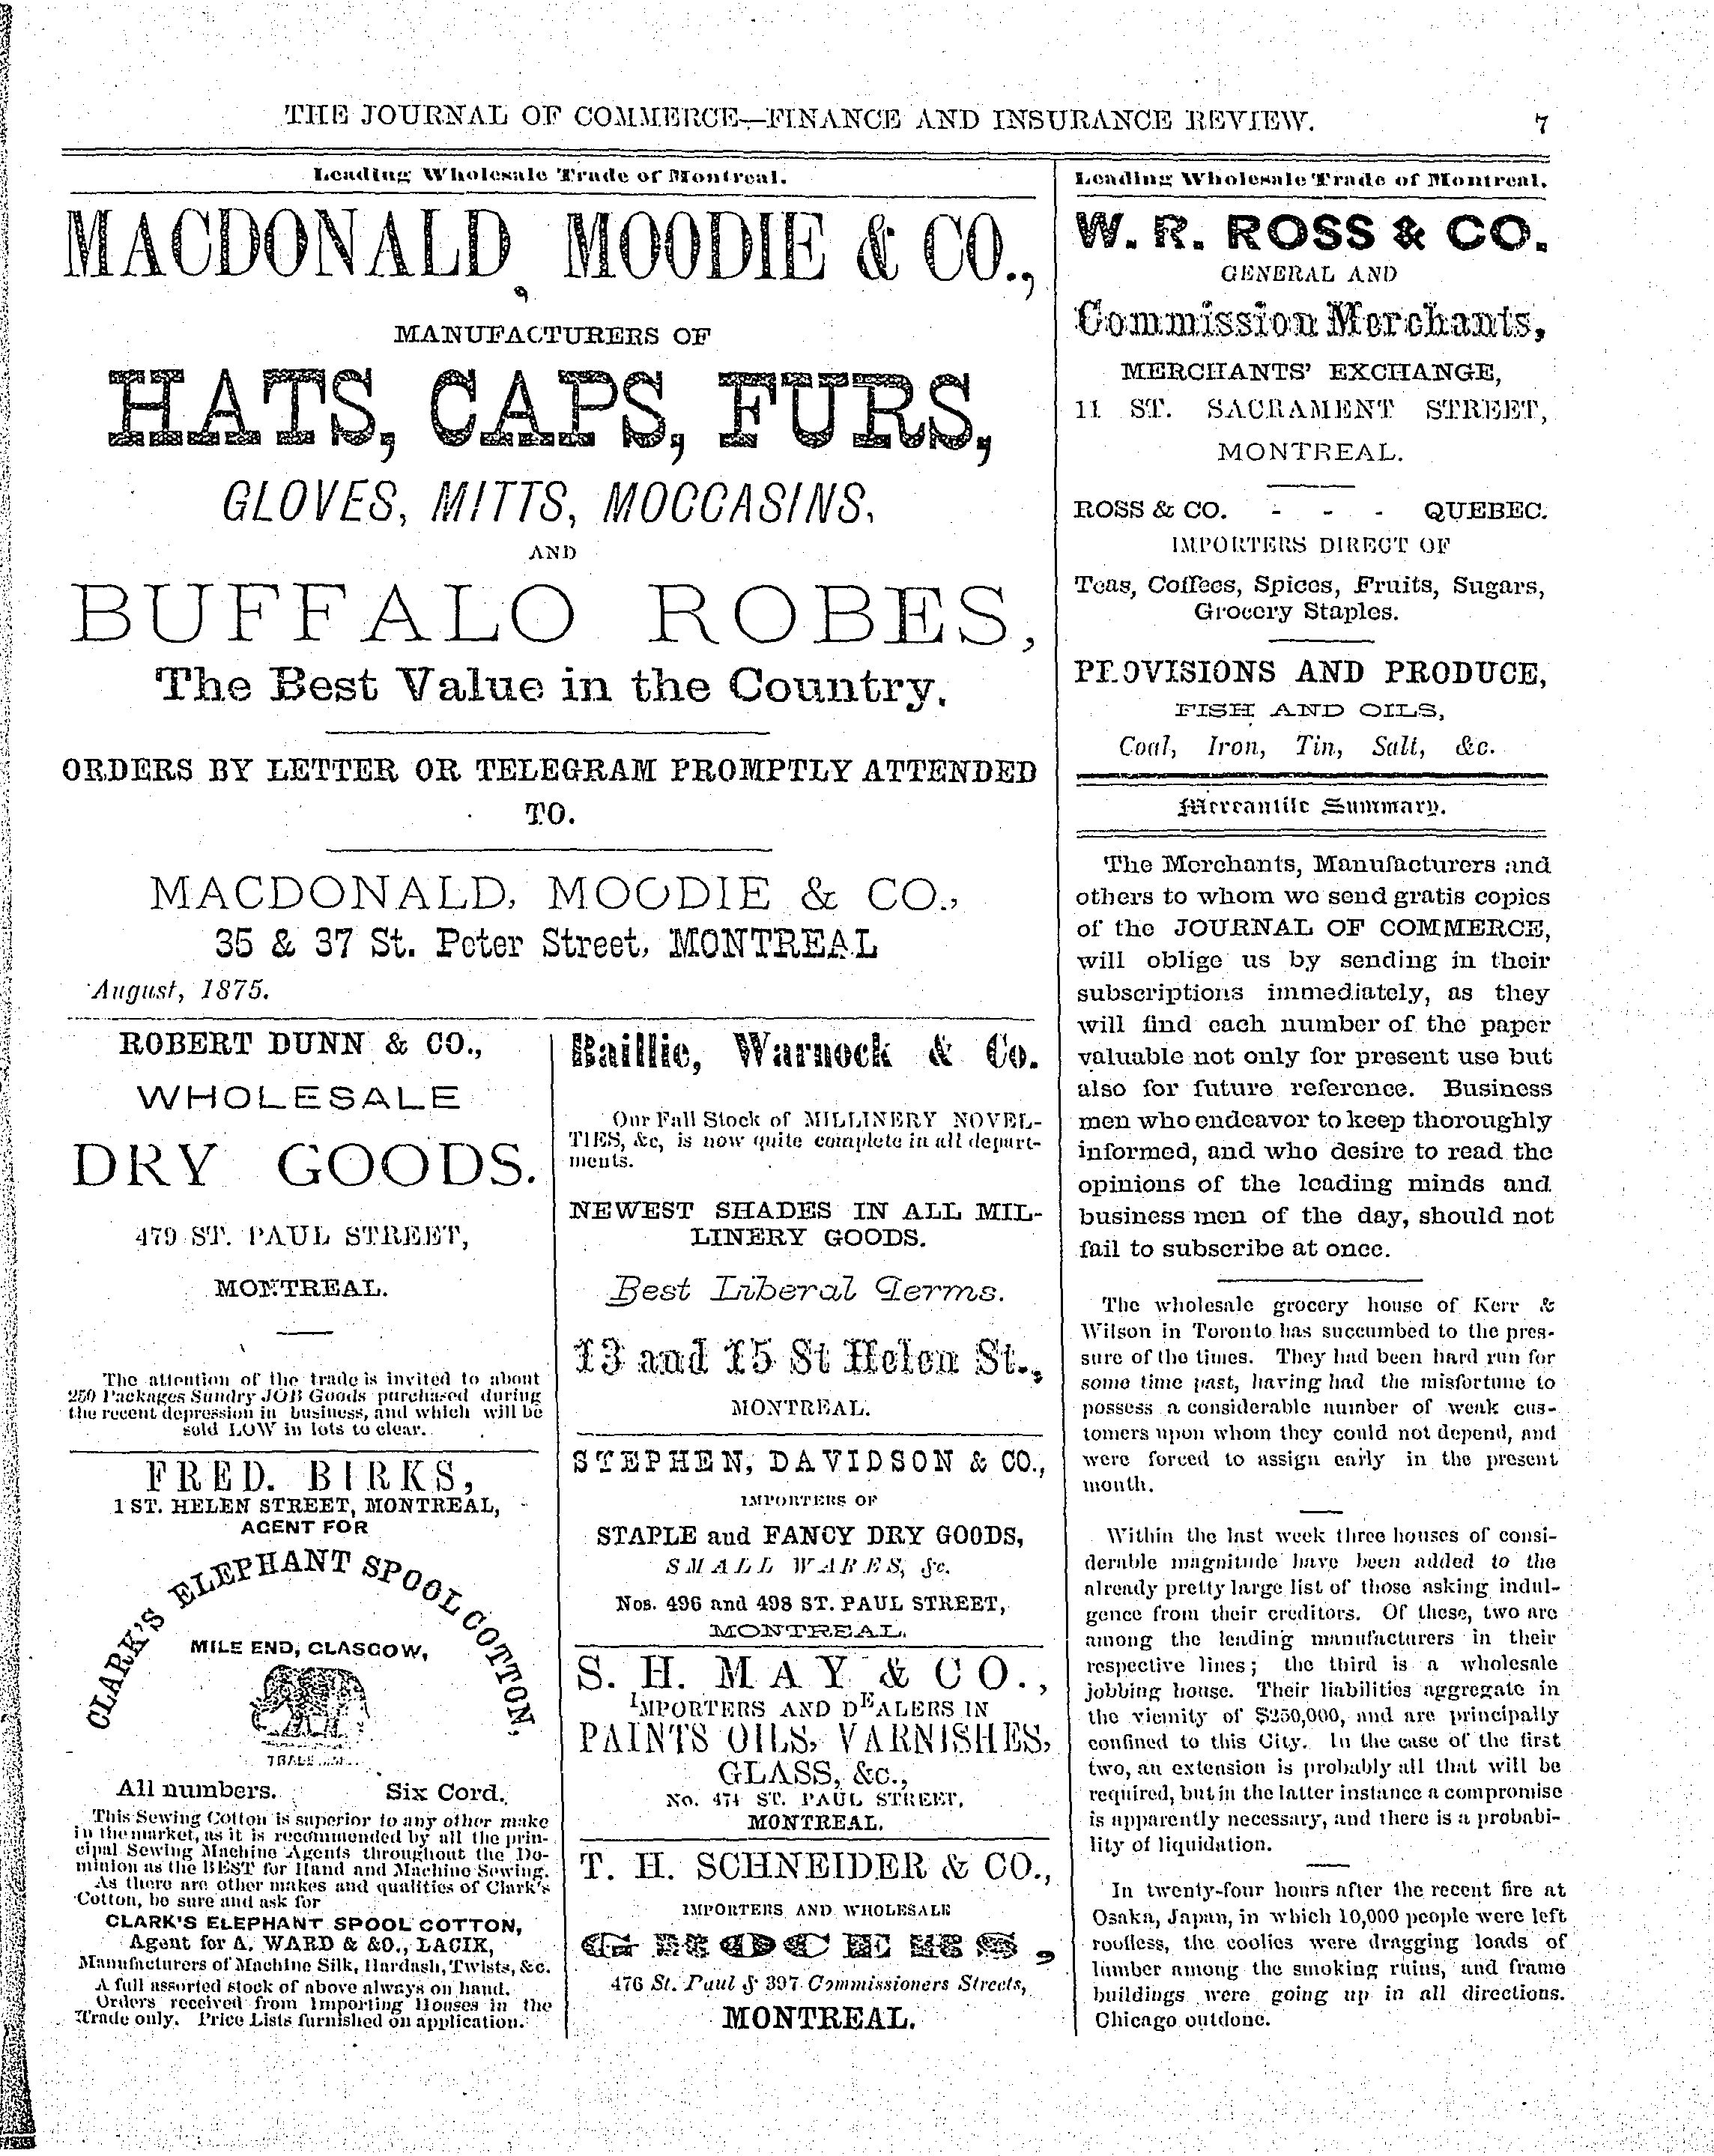 THE JOURNAL OF COMMERCE—FINANCE AND INSURANCE REVIEW. 7
Leading Wholesale Trade of Montreal.
MACDONALD, MOODIE & CO.,
MANUFACTURERS OF
HATS, CAPS, FURS,
GLOVES, MITTS, MOCCASINS,
AND
BUFFALO ROBES,
The Best Value in the Country.
ORDERS BY LETTER OR TELEGRAM PROMPTLY ATTENDED
TO.
MACDONALD, MOODIE & CO.,
35 & 37 St. Peter Street, MONTREAL
August, 1875.
ROBERT DUNN & CO.,
WHOLESALE
DRY GOODS.
479 ST. PAUL STREET,
MONTREAL.
The attention of the trade is invited to about
250 Packages Sundry JOB Goods purchased during
the recent depression in business, and which will be
sold LOW in lots to clear.
FRED. BIRKS,
1 ST. HELEN STREET, MONTREAL,
AGENT FOR
CLARK'S ELEPHANT SPOOL COTTON,
MILE END, GLASGOW,
TRADE
All numbers. Six Cord.
This Sewing Cotton is superior to any other make
in the market, as it is recommended by all the prin-
cipal Sewing Machine Agents throughout the Do-
minion as the BEST for Hand and Machine Sewing.
As there are other makes and qualities of Clark's
Cotton, be sure and ask for
CLARK'S ELEPHANT SPOOL COTTON,
Agent for A. WARD & &O., LACIK,
Manufacturers of Machine Silk, Hardash, Twists, &c.
A full assorted stock of above always on hand.
Orders received from Importing Houses in the
Trade only. Price Lists furnished on application.
Baillie, Warnock & Co.
Our Fall Stock of MILLINERY NOVEL-
TIES, &c, is now quite complete in all depart-
ments.
NEWEST SHADES IN ALL MIL-
LINERY GOODS.
Best Liberal Terms.
13 and 15 St Helen St.,
MONTREAL.
STEPHEN, DAVIDSON & CO.,
IMPORTERS OF
STAPLE and FANCY DRY GOODS,
SMALL WARES, &c.
Nos. 496 and 498 ST. PAUL STREET,
MONTREAL.
S. H. MAY & CO.,
IMPORTERS AND DEALERS IN
PAINTS OILS, VARNISHES,
GLASS, &c.,
No. 474 ST. PAUL STREET,
MONTREAL.
T. H. SCHNEIDER & CO.,
IMPORTERS AND WHOLESALE
GROCERS,
476 St. Paul & 397 Commissioners Streets,
MONTREAL.
Leading Wholesale Trade of Montreal.
W. R. ROSS & CO.
GENERAL AND
Commission Merchants,
MERCHANTS' EXCHANGE,
11 ST. SACRAMENT STREET,
MONTREAL.
ROSS & CO. - - - QUEBEC.
IMPORTERS DIRECT OF
Teas, Coffees, Spices, Fruits, Sugars,
Grocery Staples.
PROVISIONS AND PRODUCE,
FISH AND OILS,
Coal, Iron, Tin, Salt, &c.
Mercantile Summary.
The Merchants, Manufacturers and
others to whom we send gratis copies
of the JOURNAL OF COMMERCE,
will oblige us by sending in their
subscriptions immediately, as they
will find each number of the paper
valuable not only for present use but
also for future reference. Business
men who endeavor to keep thoroughly
informed, and who desire to read the
opinions of the leading minds and
business men of the day, should not
fail to subscribe at once.
The wholesale grocery house of Kerr &
Wilson in Toronto has succumbed to the pres-
sure of the times. They had been hard run for
some time past, having had the misfortune to
possess a considerable number of weak cus-
tomers upon whom they could not depend, and
were forced to assign early in the present
month.
Within the last week three houses of consi-
derable magnitude have been added to the
already pretty large list of those asking indul-
gence from their creditors. Of these, two are
among the leading manufacturers in their
respective lines; the third is a wholesale
jobbing house. Their liabilities aggregate in
the vicinity of $250,000, and are principally
confined to this City. In the case of the first
two, an extension is probably all that will be
required, but in the latter instance a compromise
is apparently necessary, and there is a probabi-
lity of liquidation.
In twenty-four hours after the recent fire at
Osaka, Japan, in which 10,000 people were left
roofless, the coolies were dragging loads of
lumber among the smoking ruins, and frame
buildings were going up in all directions.
Chicago outdone.